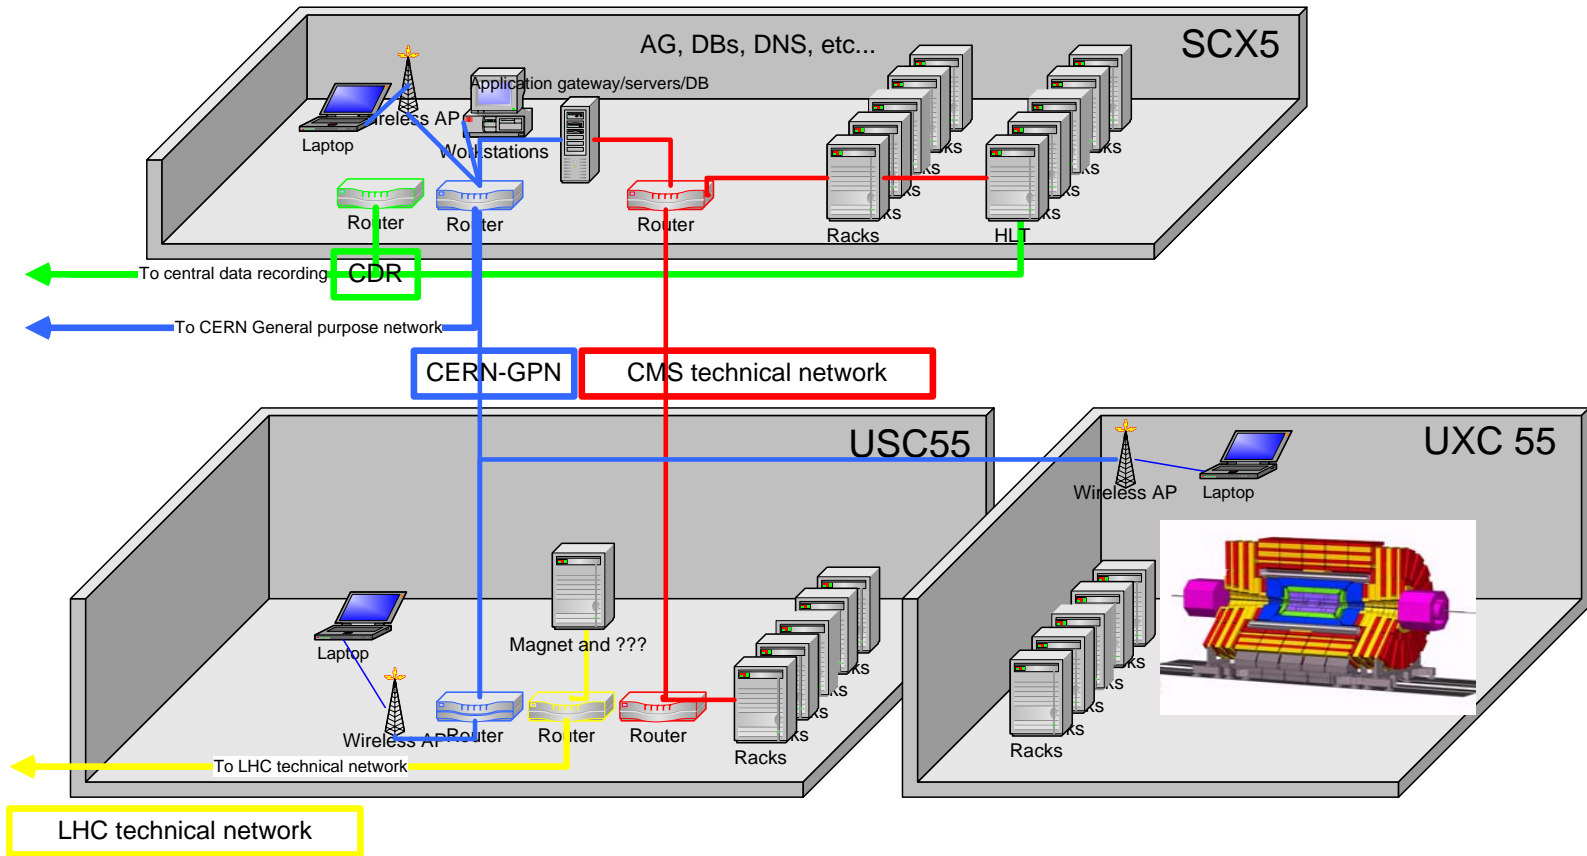 AG, DBs, DNS, etc...
SCX5
Application gateway/servers/DB
Wireless AP
Laptop
Workstations
Router
Router
Router
Racks
HLT
To central data recording
CDR
To CERN General purpose network
CERN-GPN
CMS technical network
USC55
UXC 55
Wireless AP
Laptop
Magnet and ???
Laptop
Wireless AP
Router
Router
Router
Racks
Racks
To LHC technical network
LHC technical network